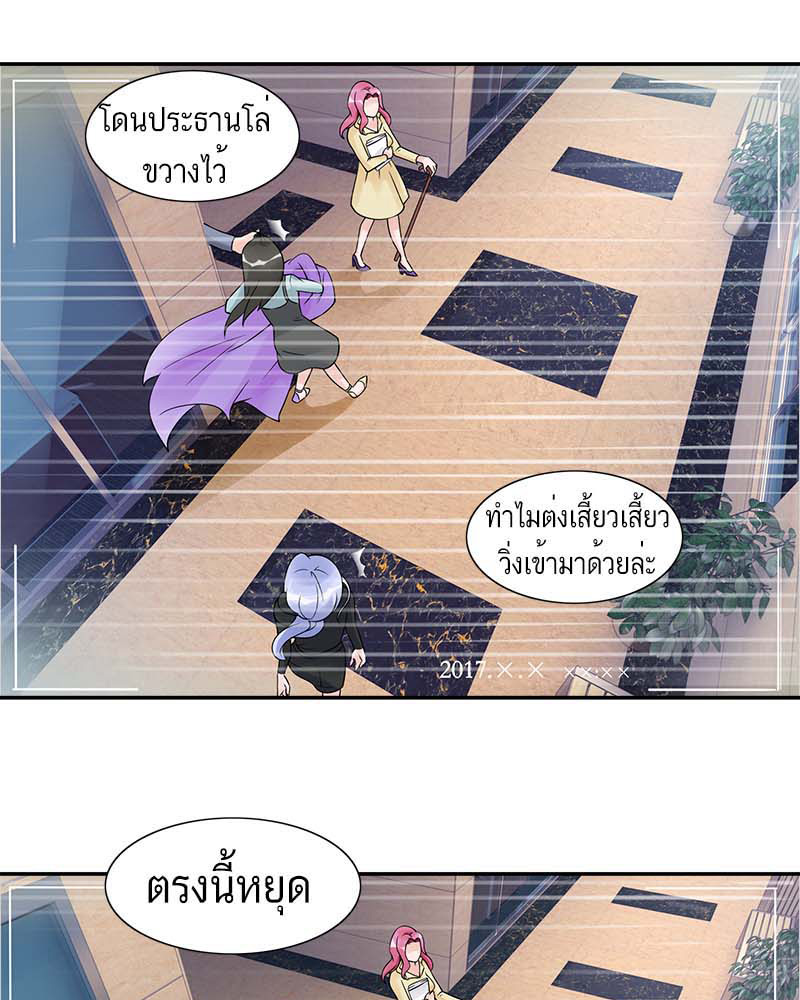 โดนประธานโล่
ขวางไว้
ทำไมต่งเสี้ยวเสี้ยว
วิ่งเข้ามาด้วยล่ะ
2017.×.× ××:××
ตรงนี้หยุด